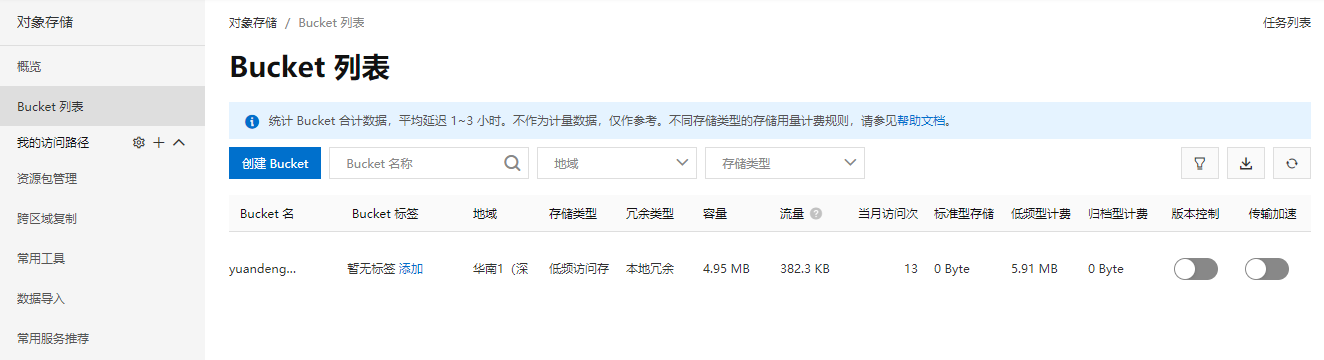 对象存储
概览
Bucket 列表
我的访问路径
资源包管理
跨区域复制
常用工具
数据导入
常用服务推荐
对象存储 / Bucket 列表
任务列表
Bucket 列表
统计 Bucket 合计数据，平均延迟 1~3 小时。不作为计量数据，仅作参考。不同存储类型的存储用量计费规则，请参见帮助文档。
创建 Bucket Bucket 名称 地域 存储类型
Bucket 名 Bucket 标签 地域 存储类型 冗余类型 容量 流量 当月访问次 标准型存储 低频型计费 归档型计费 版本控制 传输加速
yuandeng... 暂无标签 添加 华南1（深 低频访问存 本地冗余 4.95 MB 382.3 KB 13 0 Byte 5.91 MB 0 Byte